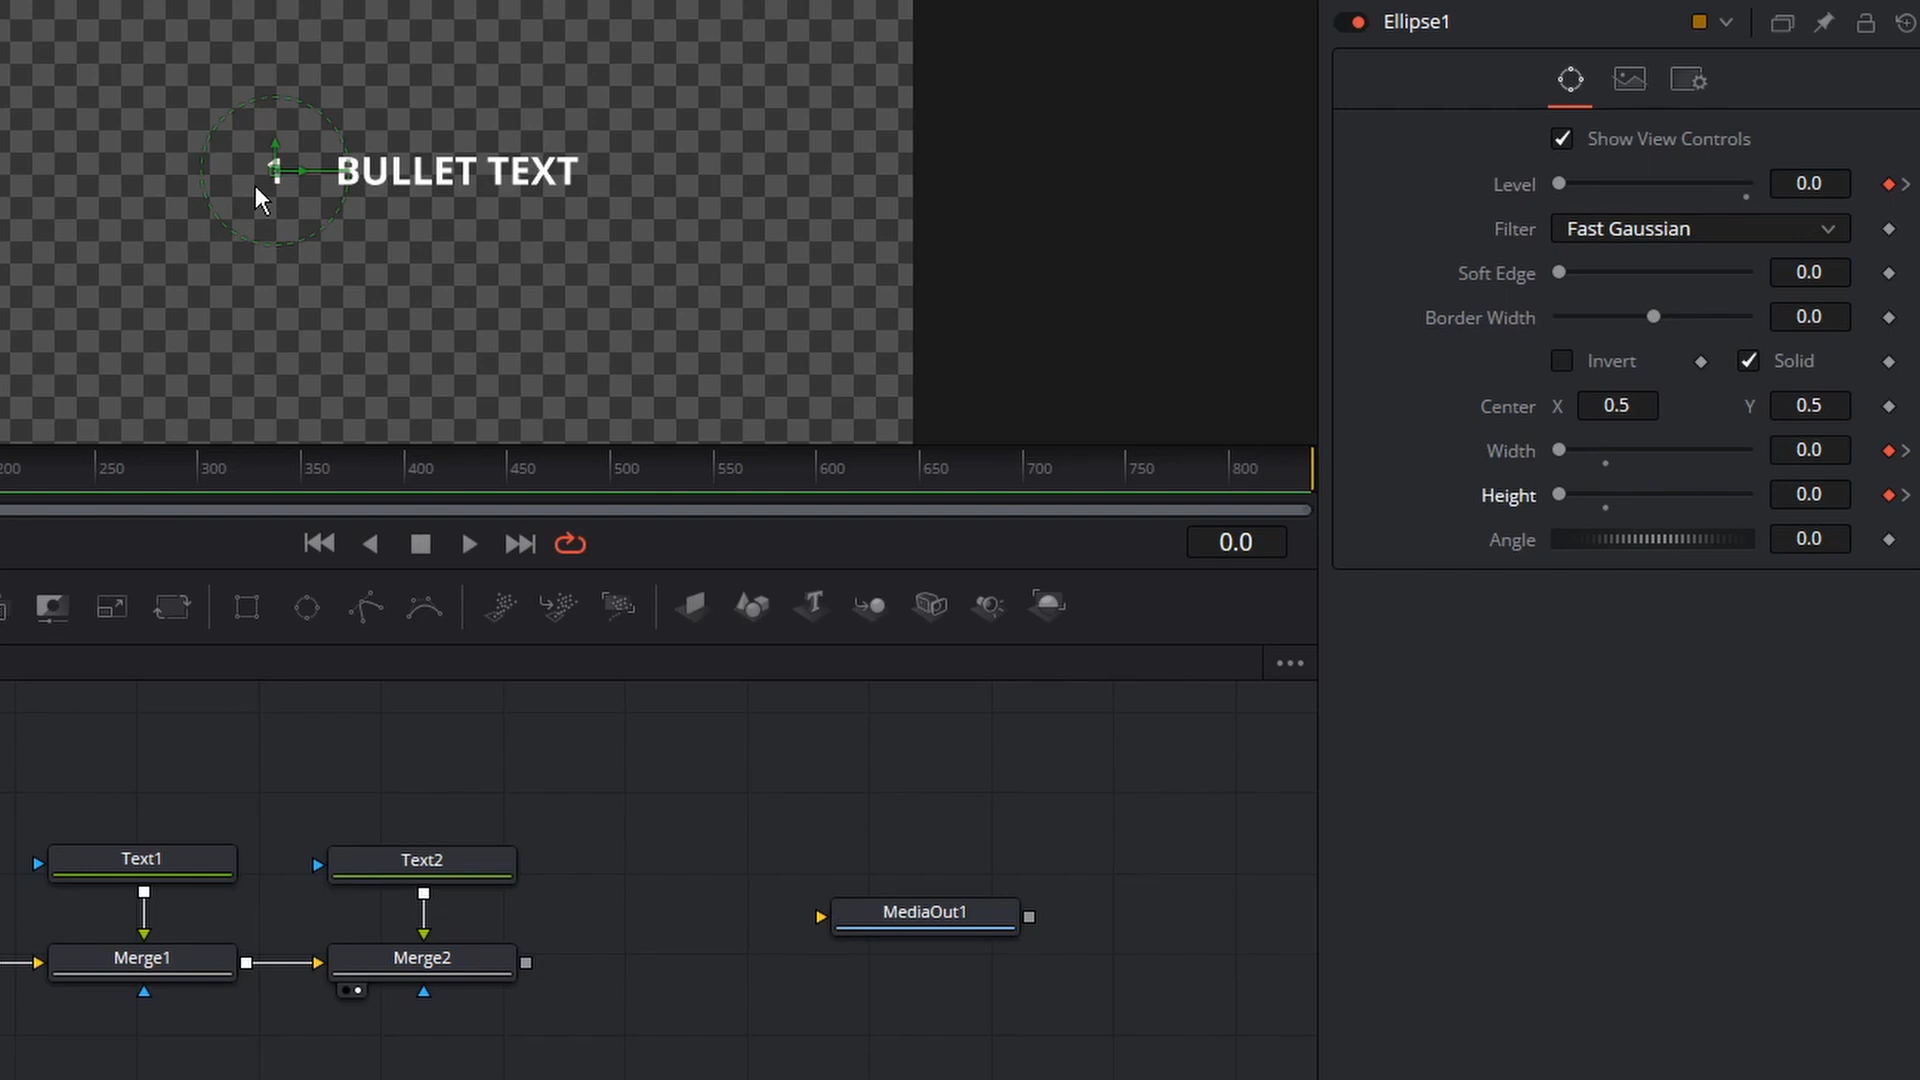 Ellipse1
Show View Controls
Level 0.0
Filter Fast Gaussian
Soft Edge 0.0
Border Width 0.0
Invert Solid
Center X 0.5 Y 0.5
Width 0.0
Height 0.0
Angle 0.0
1 BULLET TEXT
200 250 300 350 400 450 500 550 600 650 700 750 800
0.0
Text1 Text2
MediaOut1
Merge1 Merge2